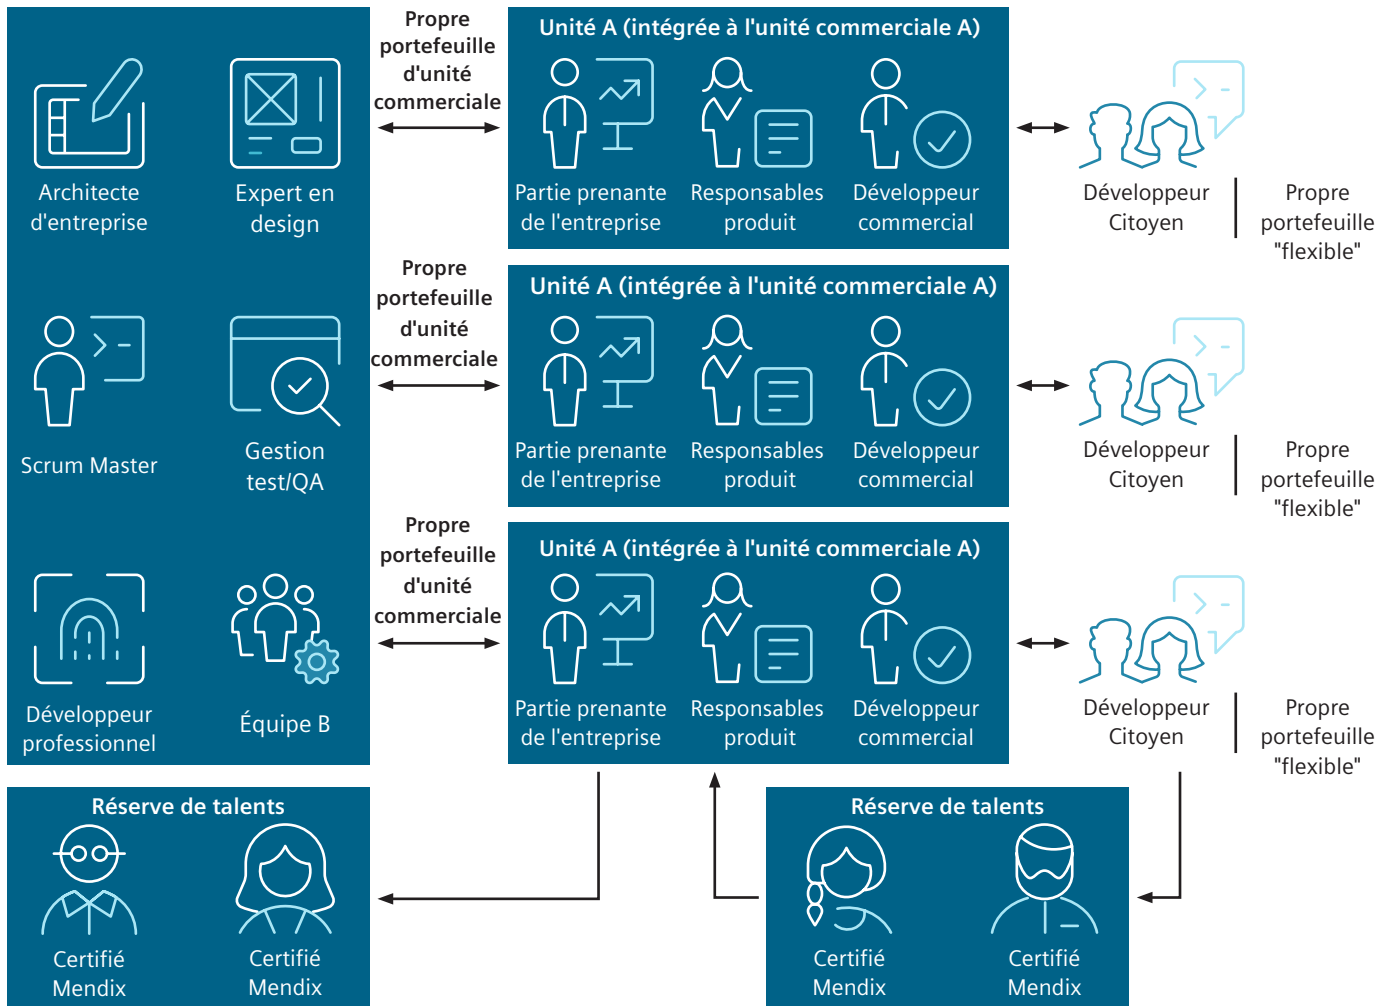 Architecte
d'entreprise
Expert en
design
Scrum Master
Gestion
test/QA
Développeur
professionnel
Équipe B
Propre
portefeuille
d'unité
commerciale
Unité A (intégrée à l'unité commerciale A)
Partie prenante
de l'entreprise
Responsables
produit
Développeur
commercial
Développeur
Citoyen
Propre
portefeuille
"flexible"
Propre
portefeuille
d'unité
commerciale
Unité A (intégrée à l'unité commerciale A)
Partie prenante
de l'entreprise
Responsables
produit
Développeur
commercial
Développeur
Citoyen
Propre
portefeuille
"flexible"
Propre
portefeuille
d'unité
commerciale
Unité A (intégrée à l'unité commerciale A)
Partie prenante
de l'entreprise
Responsables
produit
Développeur
commercial
Développeur
Citoyen
Propre
portefeuille
"flexible"
Réserve de talents
Certifié
Mendix
Certifié
Mendix
Réserve de talents
Certifié
Mendix
Certifié
Mendix